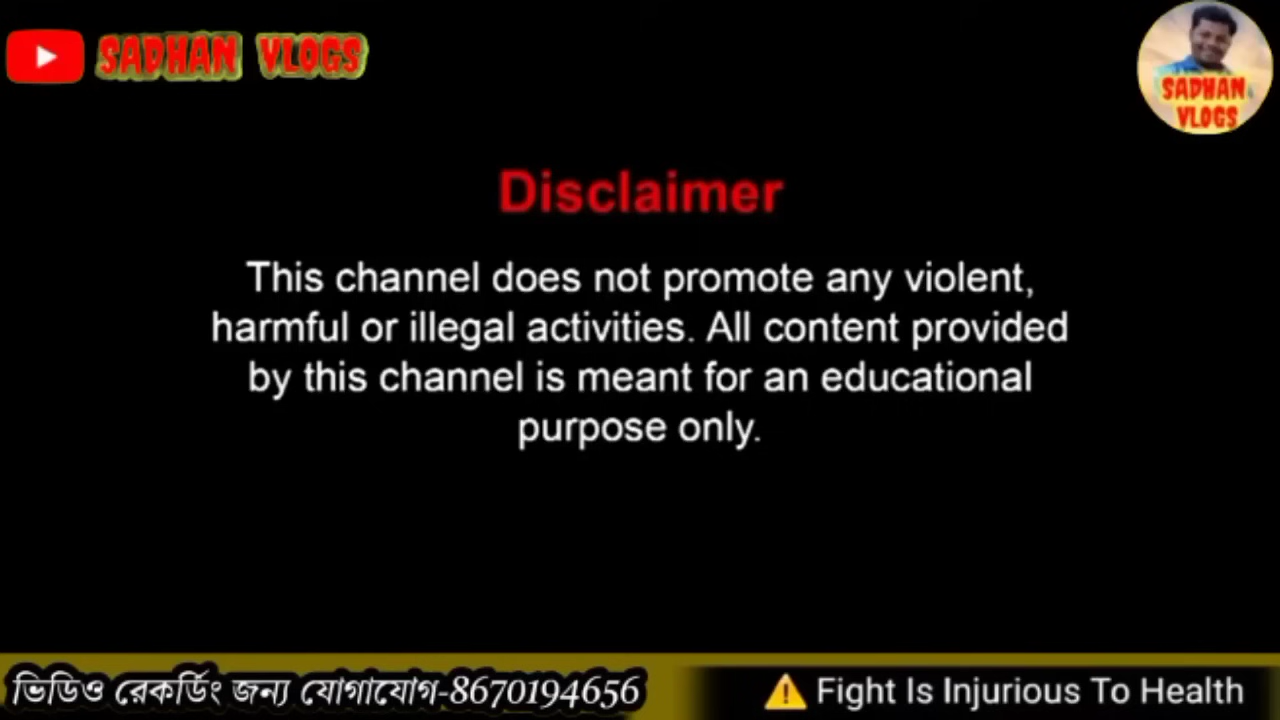 SADHAN VLOGS
SADHAN
VLOGS
Disclaimer
This channel does not promote any violent,
harmful or illegal activities. All content provided
by this channel is meant for an educational
purpose only.
ভিডিও রেকর্ডিং জন্য যোগাযোগ-8670194656
Fight Is Injurious To Health